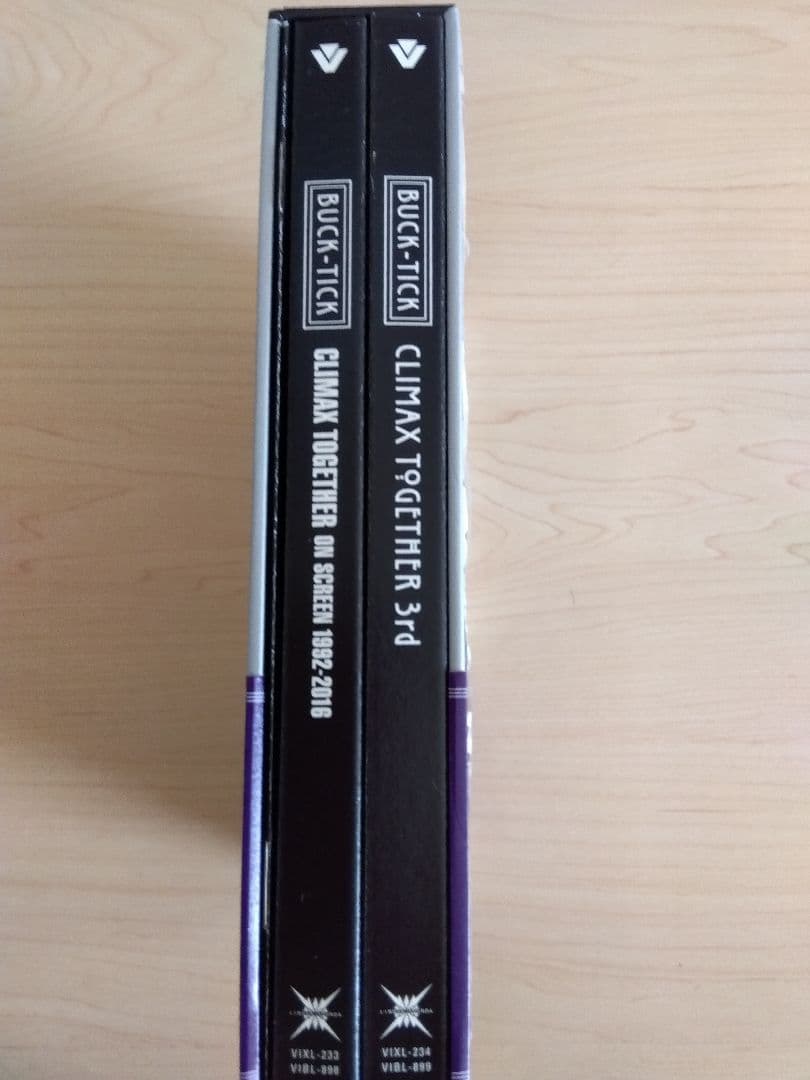 BUCK-TICK
CLIMAX TOGETHER ON SCREEN 1992-2016
VIXL-233
VIBL-898
BUCK-TICK
CLIMAX TOGETHER 3rd
VIXL-234
VIBL-899